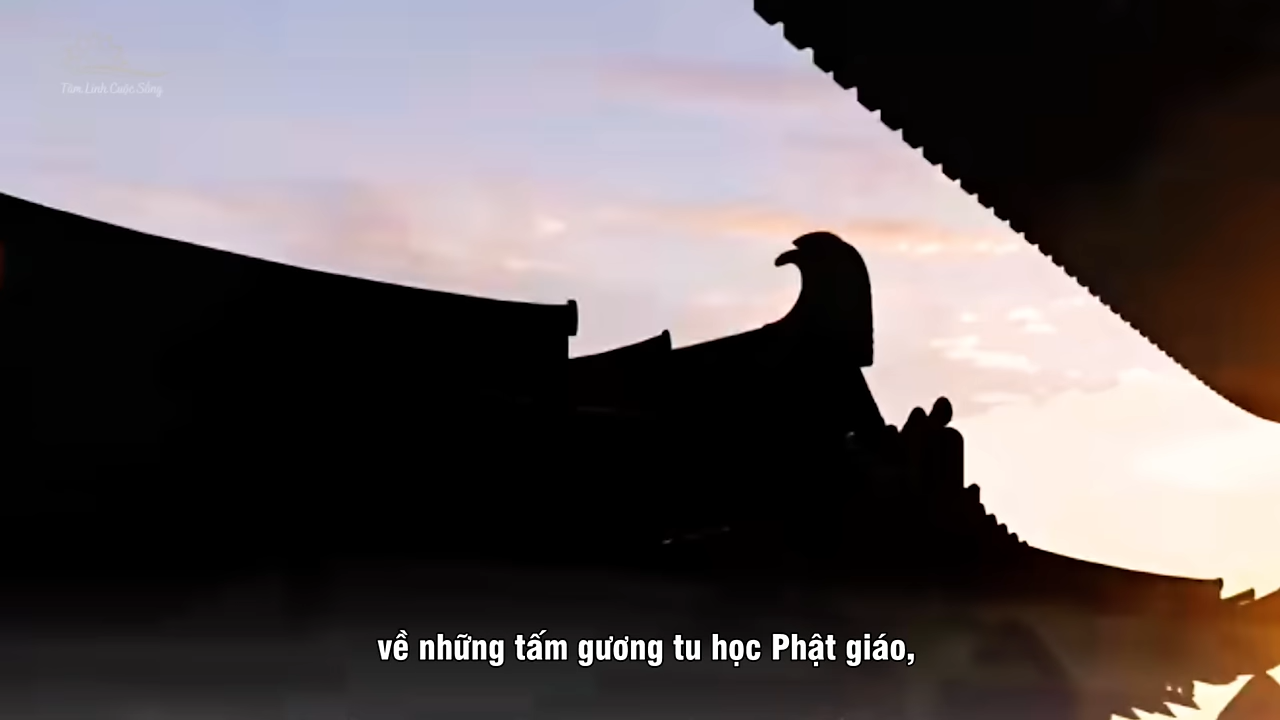 Tâm Linh Cuộc Sống
về những tấm gương tu học Phật giáo,